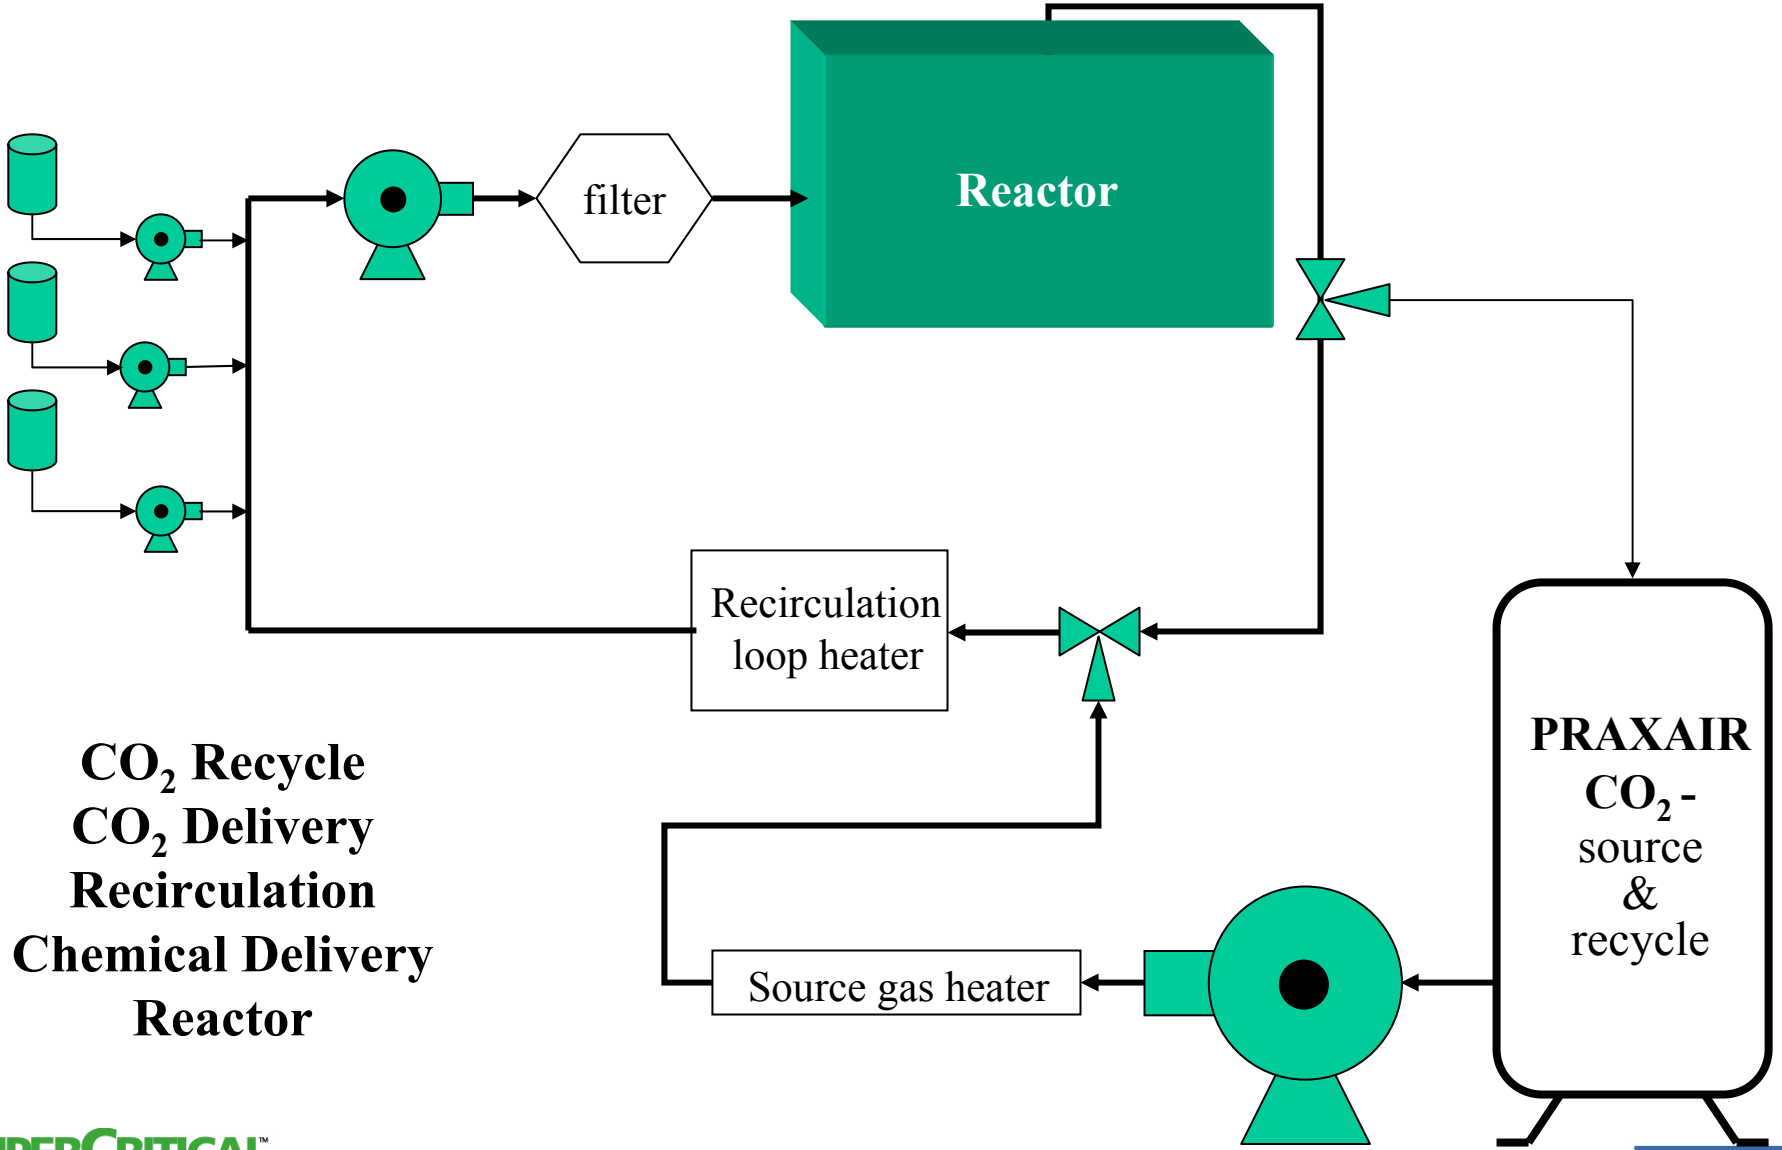 Reactor
filter
Recirculation
loop heater
PRAXAIR
CO₂ -
source
&
recycle
Source gas heater
CO₂ Recycle
CO₂ Delivery
Recirculation
Chemical Delivery
Reactor